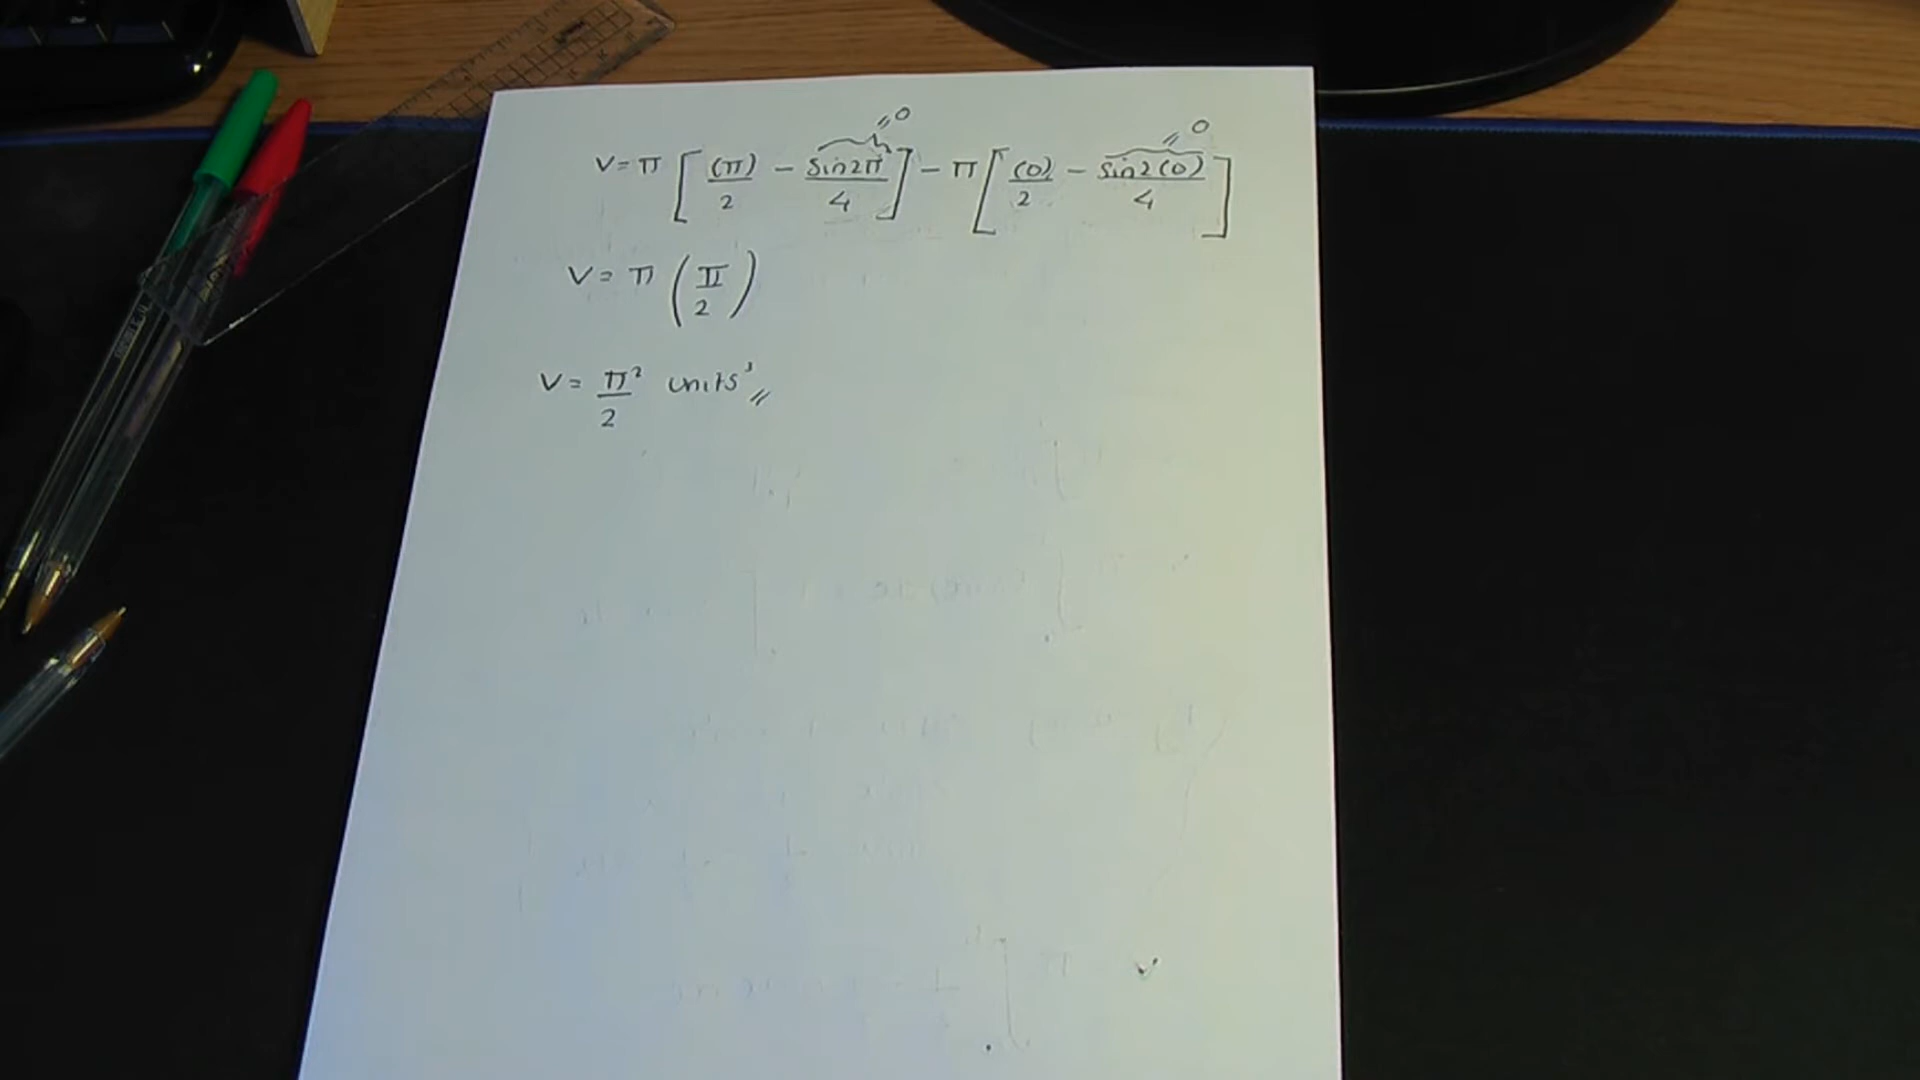 V = π [ (π)/2 - sin2π/4 ] - π [ (0)/2 - sin2(0)/4 ] = 0 = 0
V = π ( π/2 )
V = π²/2 units³